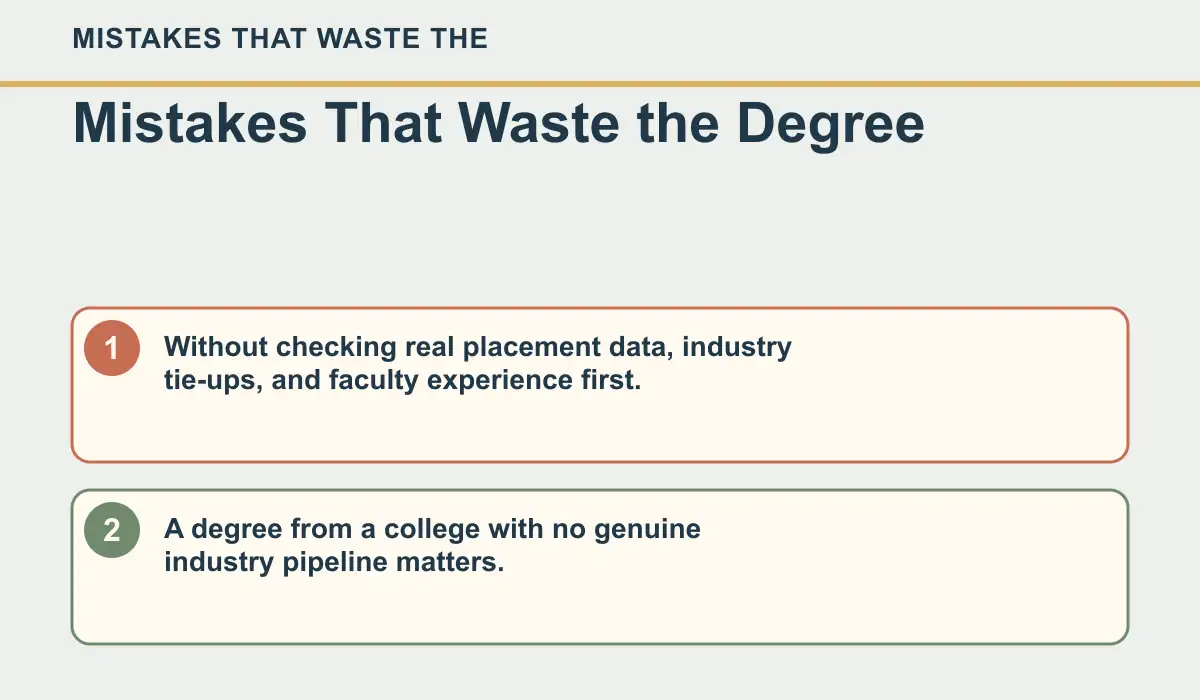 MISTAKES THAT WASTE THE
Mistakes That Waste the Degree
1
Without checking real placement data, industry
tie-ups, and faculty experience first.
2
A degree from a college with no genuine
industry pipeline matters.